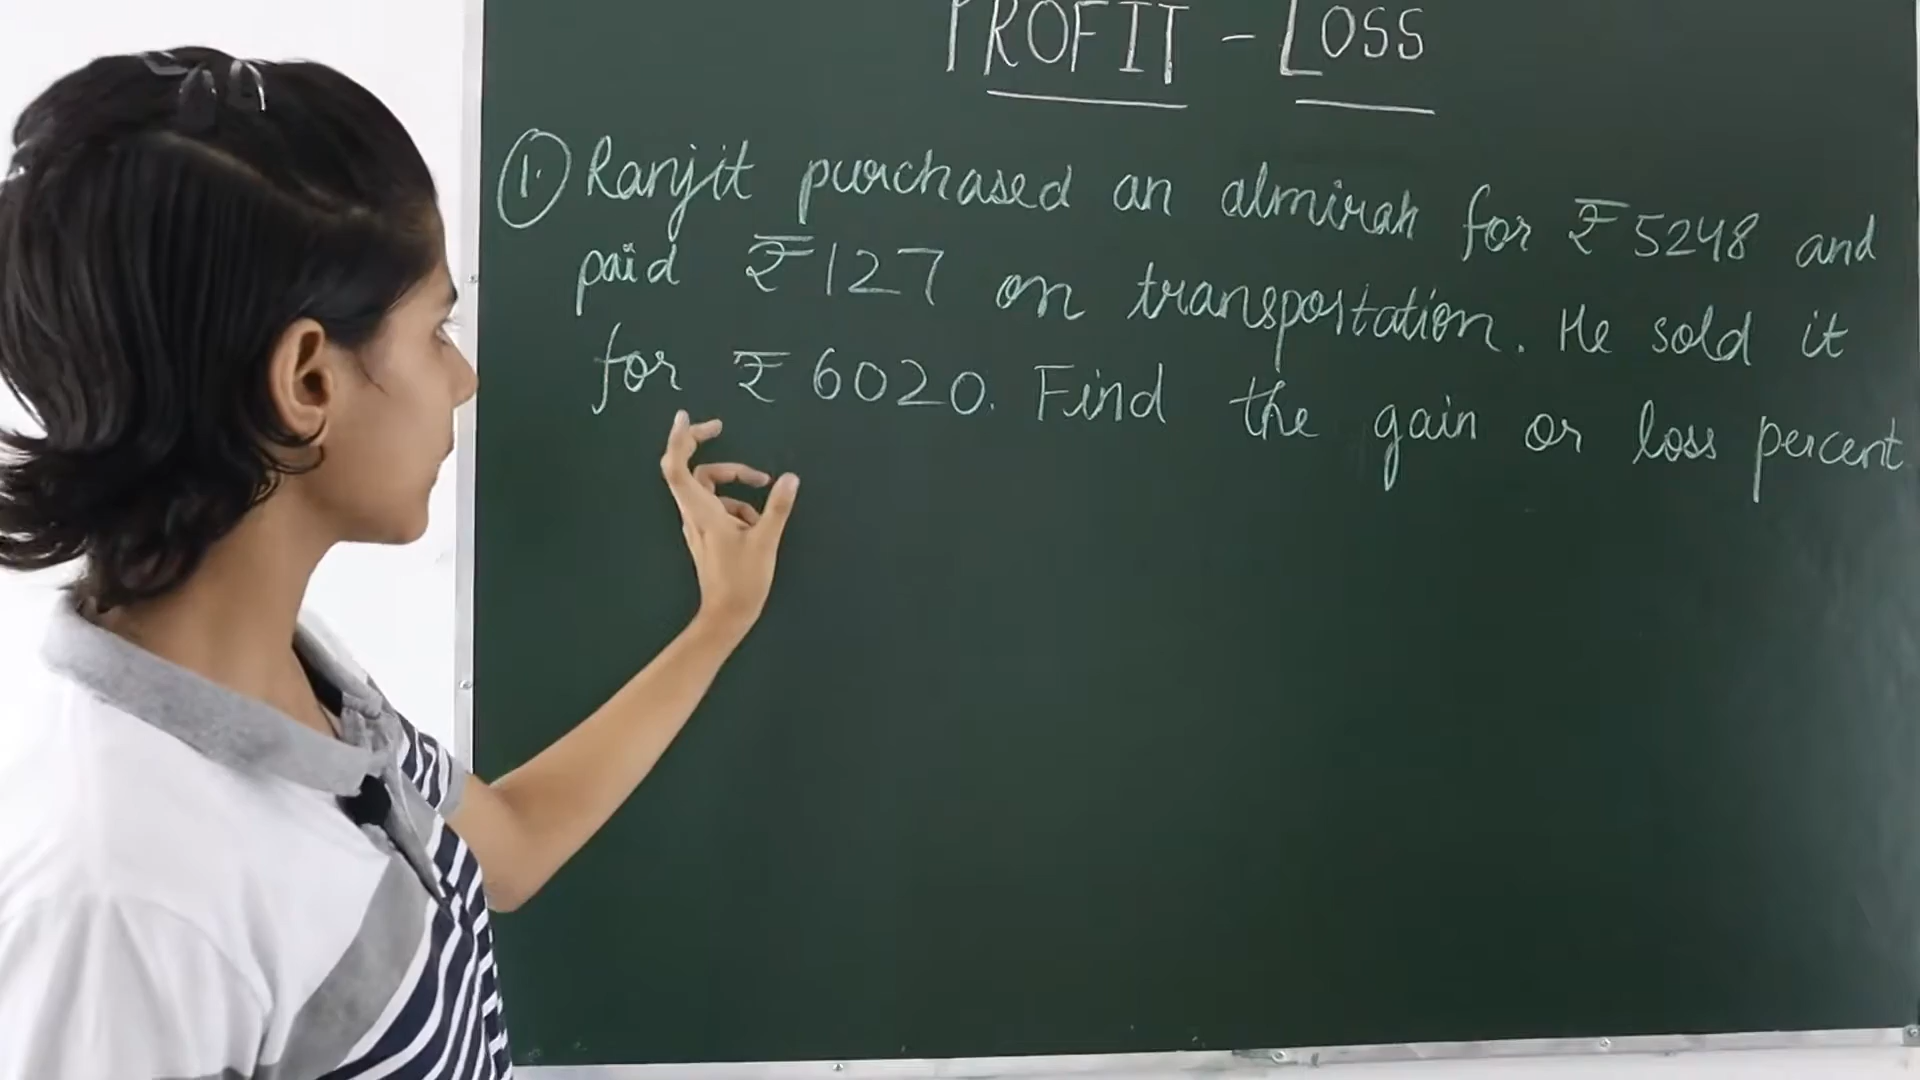 PROFIT - LOSS
1. Ranjit purchased an almirah for ₹ 5248 and
paid ₹ 127 on transportation. He sold it
for ₹ 6020. Find the gain or loss percent